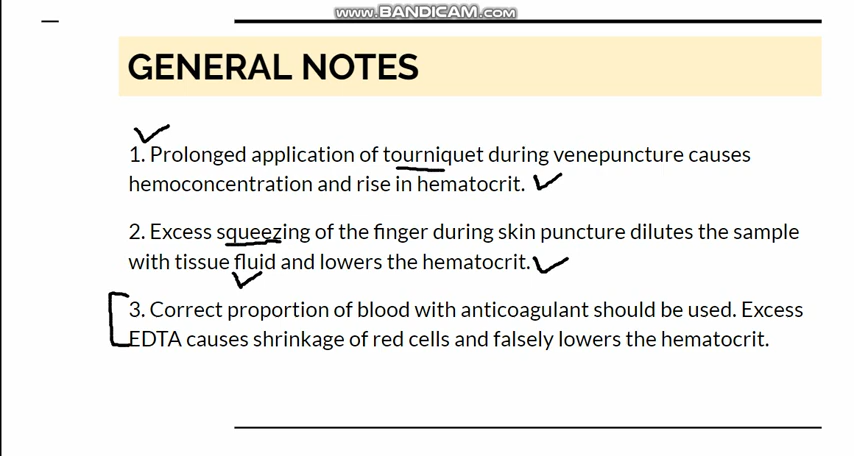 www.BANDICAM.com
GENERAL NOTES
1. Prolonged application of tourniquet during venepuncture causes
hemoconcentration and rise in hematocrit.
2. Excess squeezing of the finger during skin puncture dilutes the sample
with tissue fluid and lowers the hematocrit.
3. Correct proportion of blood with anticoagulant should be used. Excess
EDTA causes shrinkage of red cells and falsely lowers the hematocrit.